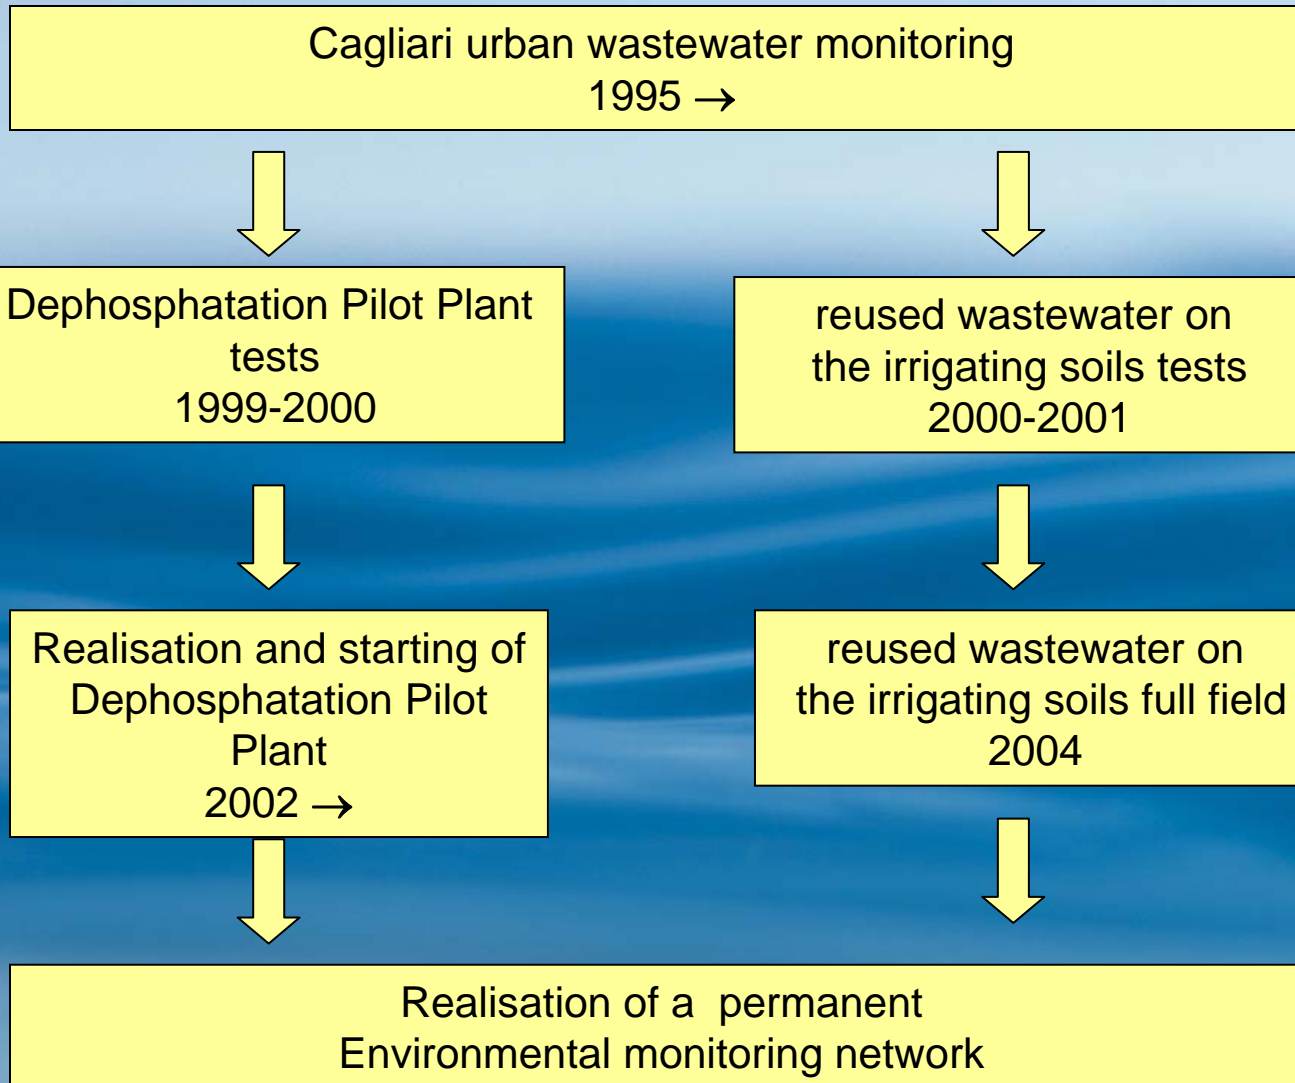 Cagliari urban wastewater monitoring
1995 →
Dephosphatation Pilot Plant
tests
1999-2000
reused wastewater on
the irrigating soils tests
2000-2001
Realisation and starting of
Dephosphatation Pilot
Plant
2002 →
reused wastewater on
the irrigating soils full field
2004
Realisation of a permanent
Environmental monitoring network